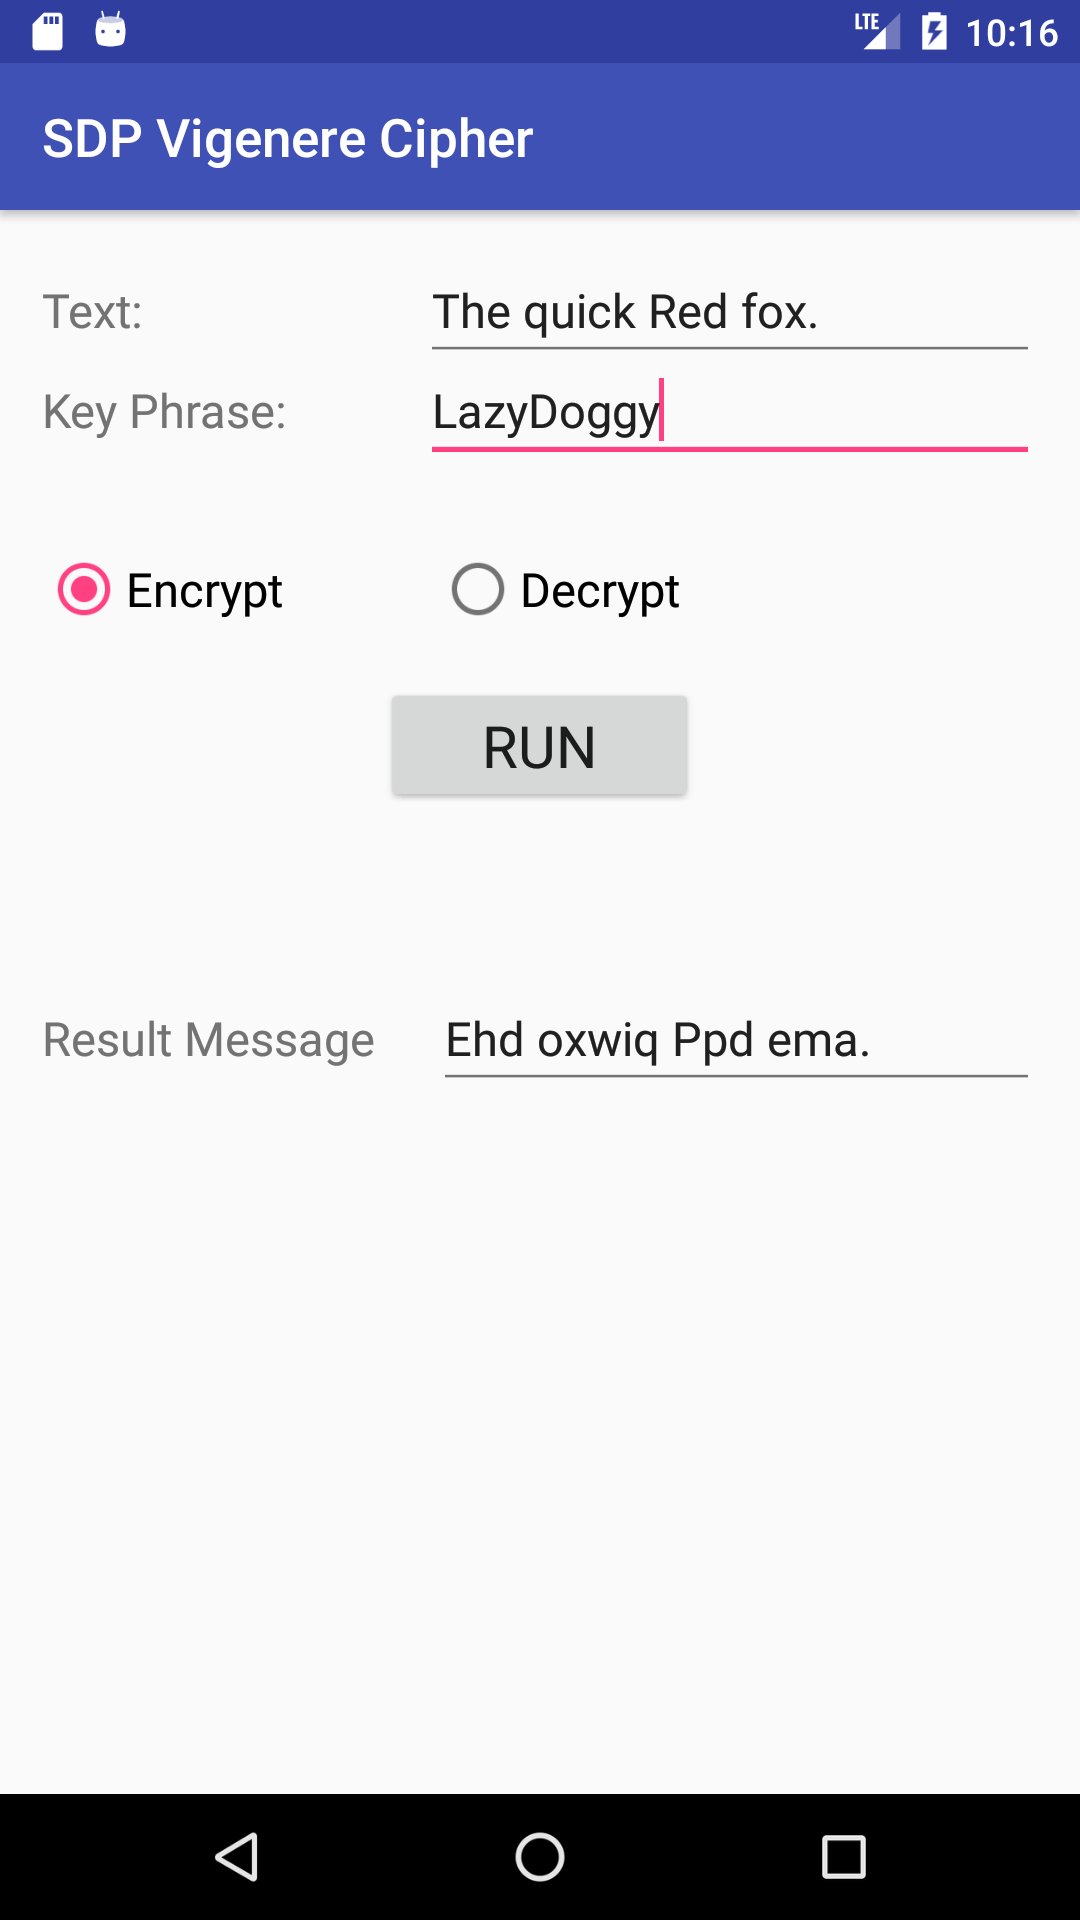 LTE 10:16
SDP Vigenere Cipher
Text: The quick Red fox.
Key Phrase: LazyDoggy
Encrypt Decrypt
RUN
Result Message Ehd oxwiq Ppd ema.